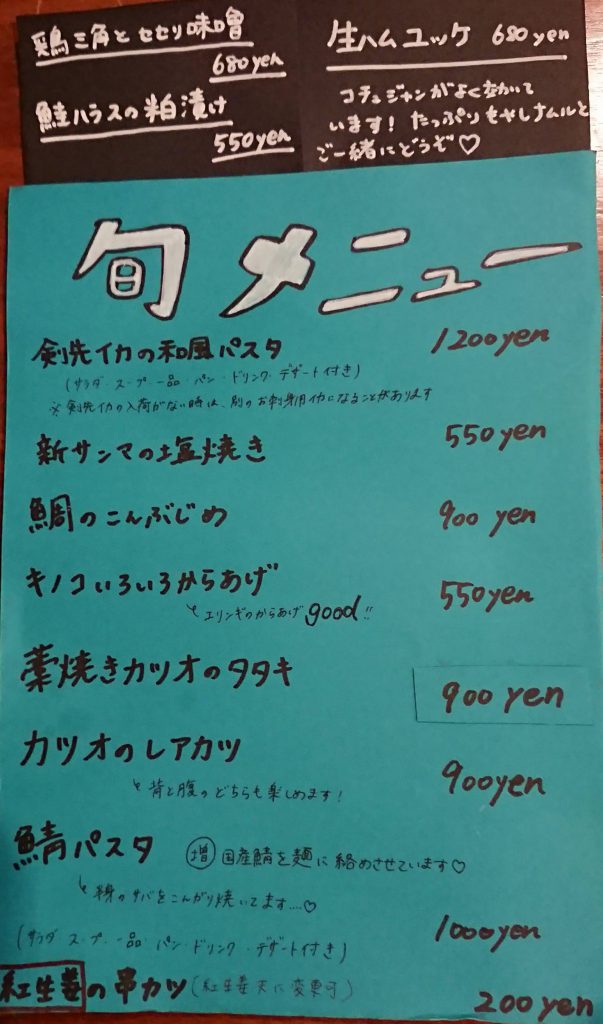 鶏三角とセセリ味噌
680yen
鮭ハラスの粕漬け
550yen
生ハムユッケ 680yen
コチュジャンがよくきいて
います！たっぷりもやしナムルと
ご一緒にどうぞ♡
旬メニュー
剣先イカの和風パスタ 1200yen
(サラダ・スープ・一品・パン・ドリンク・デザート付き)
※剣先イカの入荷がない時は、別のお刺身用イカになることがあります
新サンマの塩焼き 550yen
鯛のこんぶじめ 900yen
キノコいろいろからあげ 550yen
エリンギのからあげ good!!
藁焼きカツオのタタキ 900yen
カツオのレアカツ 900yen
背と腹のどちらも楽しめます!
鯖パスタ 増 国産鯖を麺に絡めさせています♡
半身のサバをこんがり焼いてます....♡
(サラダ・スープ・一品・パン・ドリンク・デザート付き) 1000yen
紅生姜の串カツ(紅生姜天に変更可) 200yen